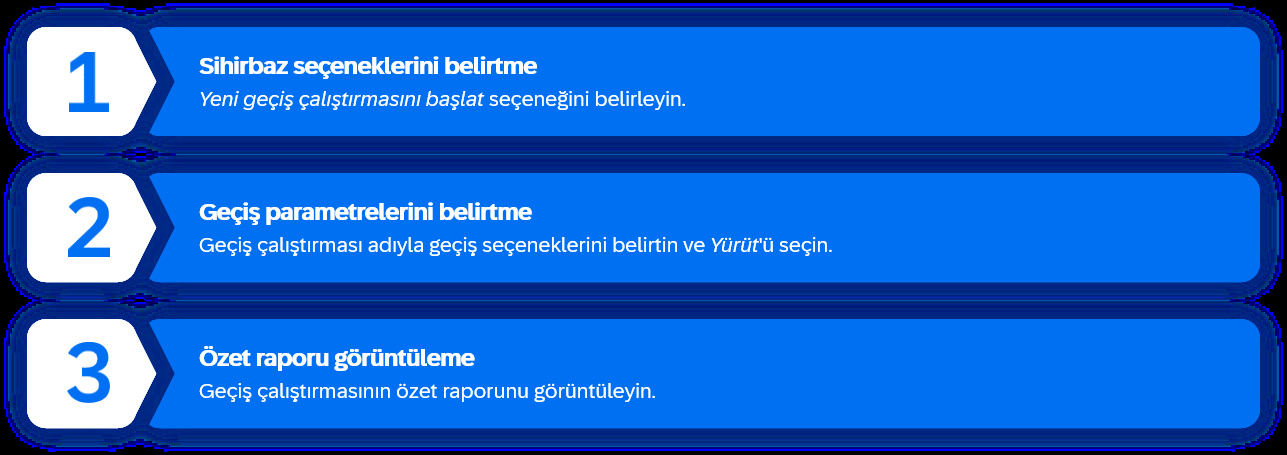 1
Sihirbaz seçeneklerini belirtme
Yeni geçiş çalıştırmasını başlat seçeneğini belirleyin.
2
Geçiş parametrelerini belirtme
Geçiş çalıştırması adıyla geçiş seçeneklerini belirtin ve Yürüt'ü seçin.
3
Özet raporu görüntüleme
Geçiş çalıştırmasının özet raporunu görüntüleyin.